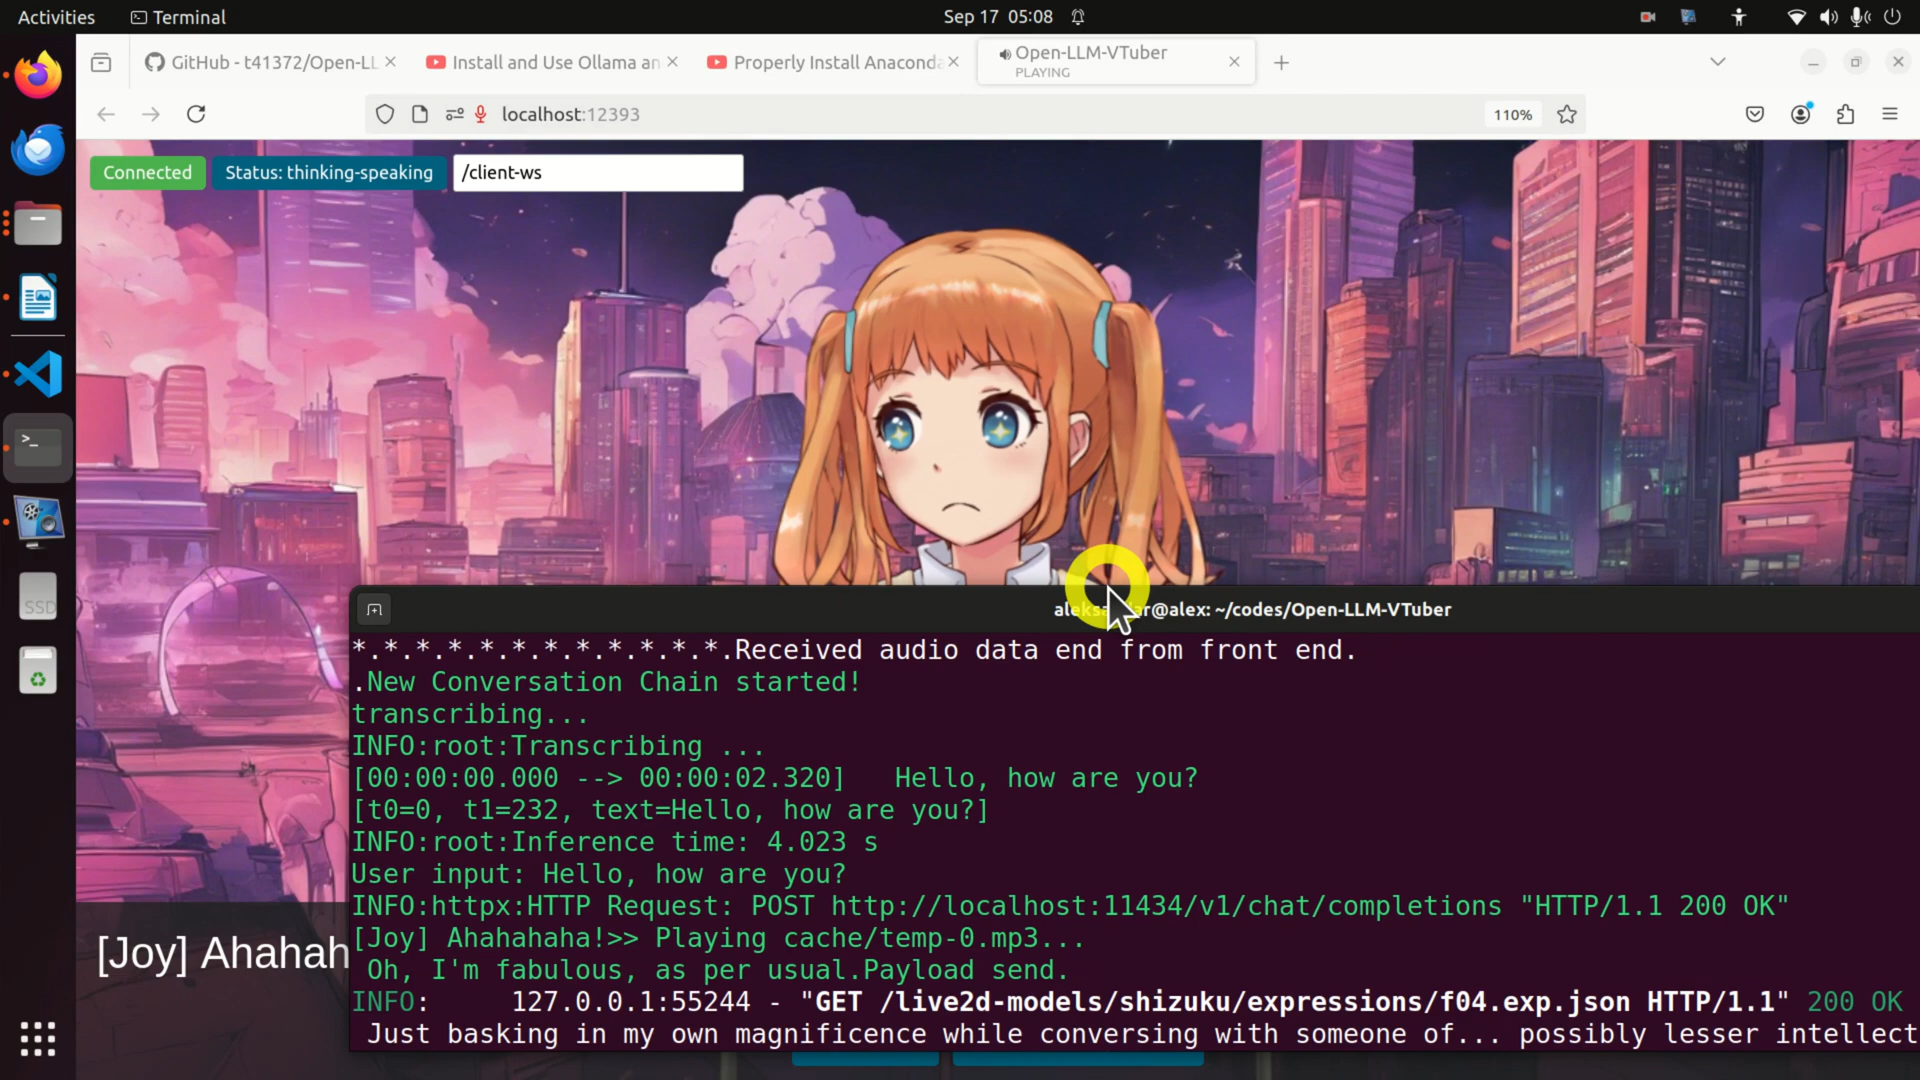 Activities
Terminal
Sep 17 05:08
GitHub - t41372/Open-LL
Install and Use Ollama an
Properly Install Anaconda
Open-LLM-VTuber
PLAYING
localhost:12393
110%
Connected
Status: thinking-speaking
/client-ws
SSD
[Joy] Ahahah
~/codes/Open-LLM-VTuber
*.*.*.*.*.*.*.*.*.*.*.*.Received audio data end from front end.
.New Conversation Chain started!
transcribing...
INFO:root:Transcribing ...
[00:00:00.000 --> 00:00:02.320]   Hello, how are you?
[t0=0, t1=232, text=Hello, how are you?]
INFO:root:Inference time: 4.023 s
User input: Hello, how are you?
INFO:httpx:HTTP Request: POST http://localhost:11434/v1/chat/completions "HTTP/1.1 200 OK"
[Joy] Ahahahaha!>> Playing cache/temp-0.mp3...
Oh, I'm fabulous, as per usual.Payload send.
INFO:     127.0.0.1:55244 - "GET /live2d-models/shizuku/expressions/f04.exp.json HTTP/1.1" 200 OK
Just basking in my own magnificence while conversing with someone of... possibly lesser intellect